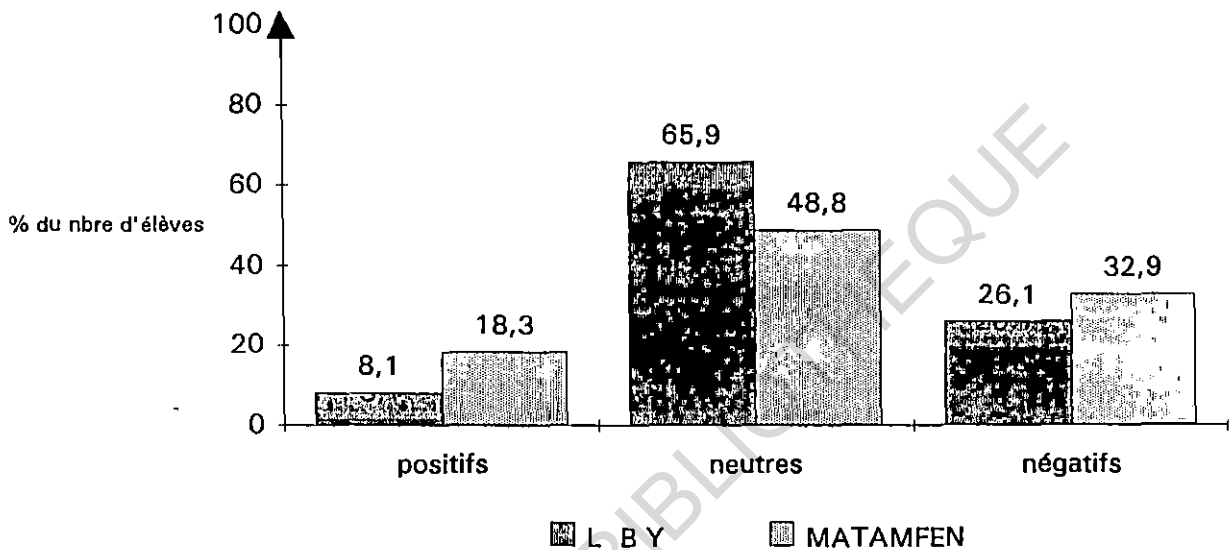 100
80
65,9
60
48,8
% du nbre d'élèves
40
32,9
26,1
20
18,3
8,1
0
positifs
neutres
négatifs
L B Y
MATAMFEN
BIBLIOTHEQUE